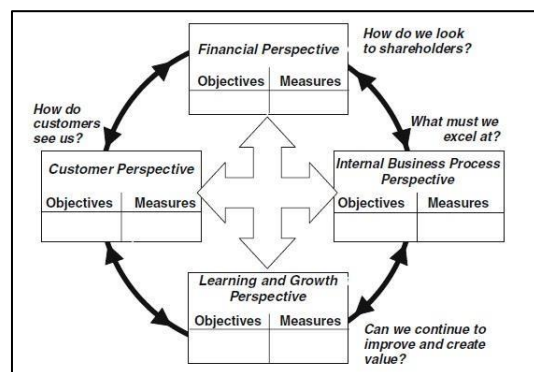 Financial Perspective
Objectives Measures
How do we look
to shareholders?
How do
customers
see us?
What must we
excel at?
Customer Perspective
Objectives Measures
Internal Business Process
Perspective
Objectives Measures
Learning and Growth
Perspective
Objectives Measures
Can we continue to
improve and create
value?